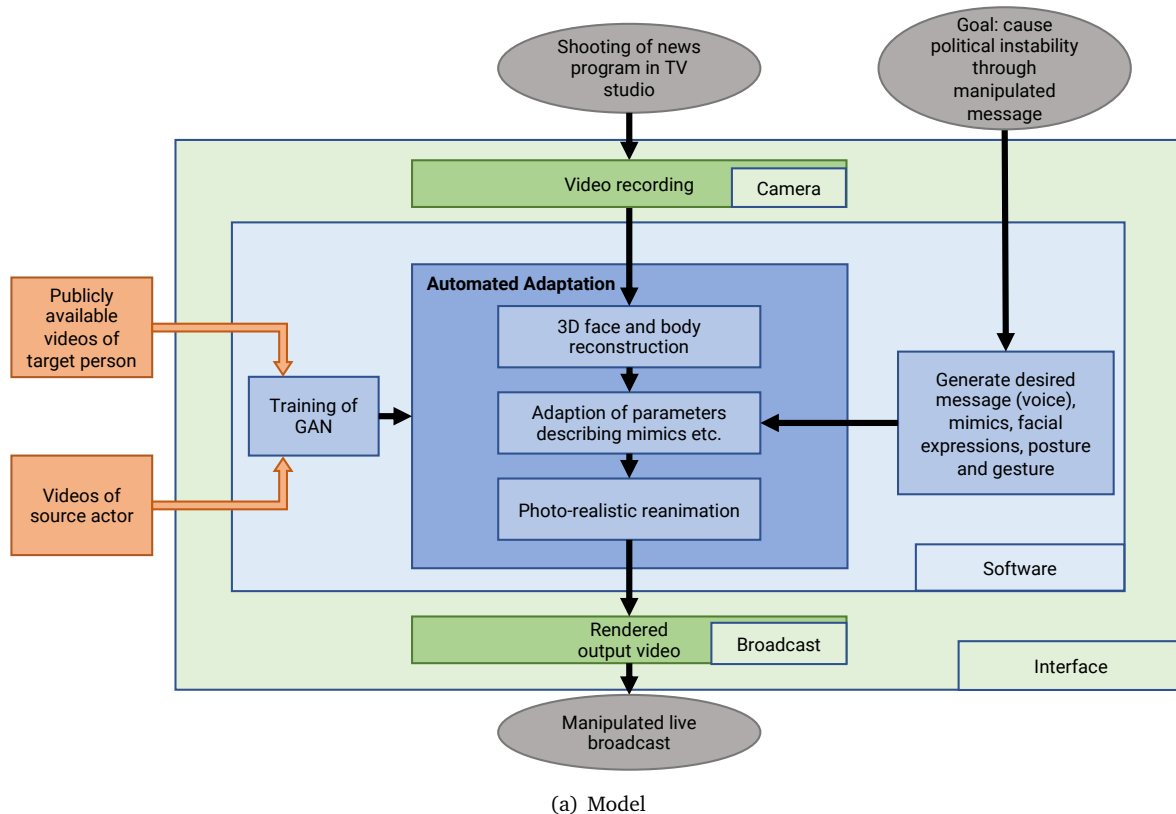 Shooting of news
program in TV
studio
Goal: cause
political instability
through
manipulated
message
Video recording
Camera
Automated Adaptation
Publicly
available
videos of
target person
3D face and body
reconstruction
Training of
GAN
Adaption of parameters
describing mimics etc.
Generate desired
message (voice),
mimics, facial
expressions, posture
and gesture
Videos of
source actor
Photo-realistic reanimation
Software
Rendered
output video
Broadcast
Interface
Manipulated live
broadcast
(a) Model